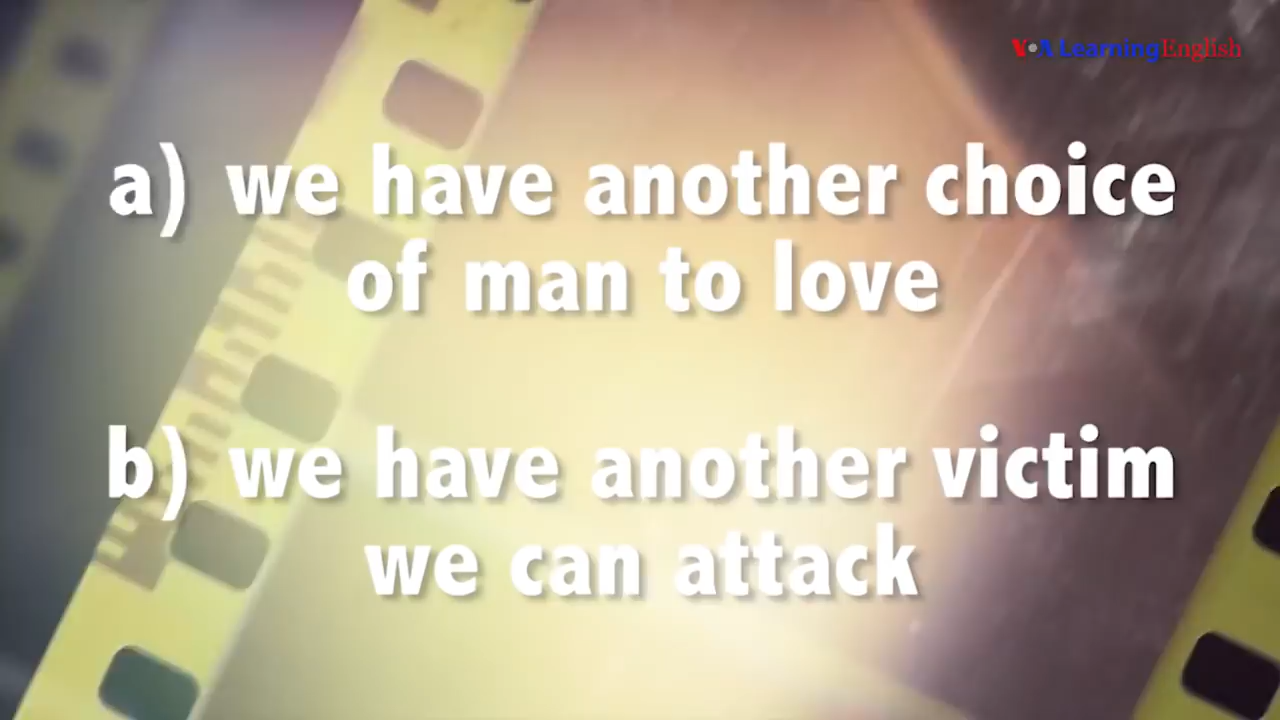 VOA Learning English
a) we have another choice
of man to love
b) we have another victim
we can attack